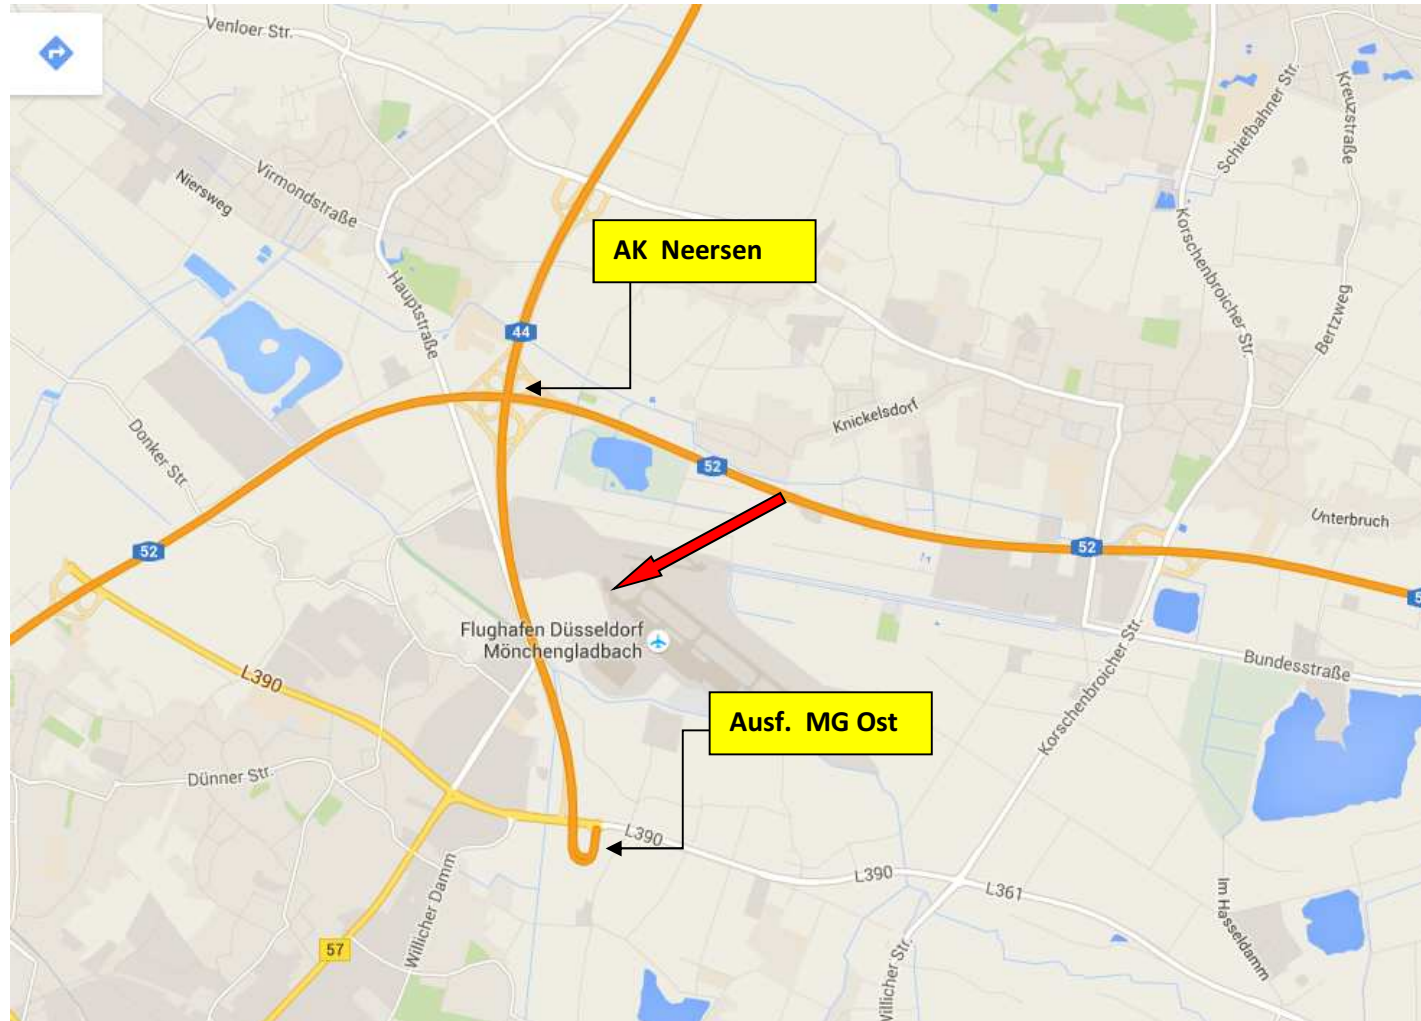 Venloer Str.
Schiefbahner Str.
Kreuzstraße
Virmondstraße
Niersweg
AK Neersen
Korschenbroicher Str.
Hauptstraße
Bertzweg
44
Knickelsdorf
Donker Str.
52
Unterbruch
52
52
5
Flughafen Düsseldorf
Mönchengladbach
L390
Bundesstraße
Korschenbroicher Str.
Ausf. MG Ost
Dünner Str.
L390
L390
L361
Im Hasseldamm
Willicher Damm
57
Willicher Str.